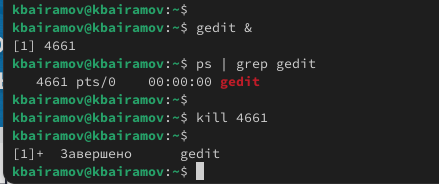 kbairamov@kbairamov:~$
kbairamov@kbairamov:~$ gedit &
[1] 4661
kbairamov@kbairamov:~$ ps | grep gedit
   4661 pts/0    00:00:00 gedit
kbairamov@kbairamov:~$
kbairamov@kbairamov:~$ kill 4661
kbairamov@kbairamov:~$
[1]+  Завершено      gedit
kbairamov@kbairamov:~$